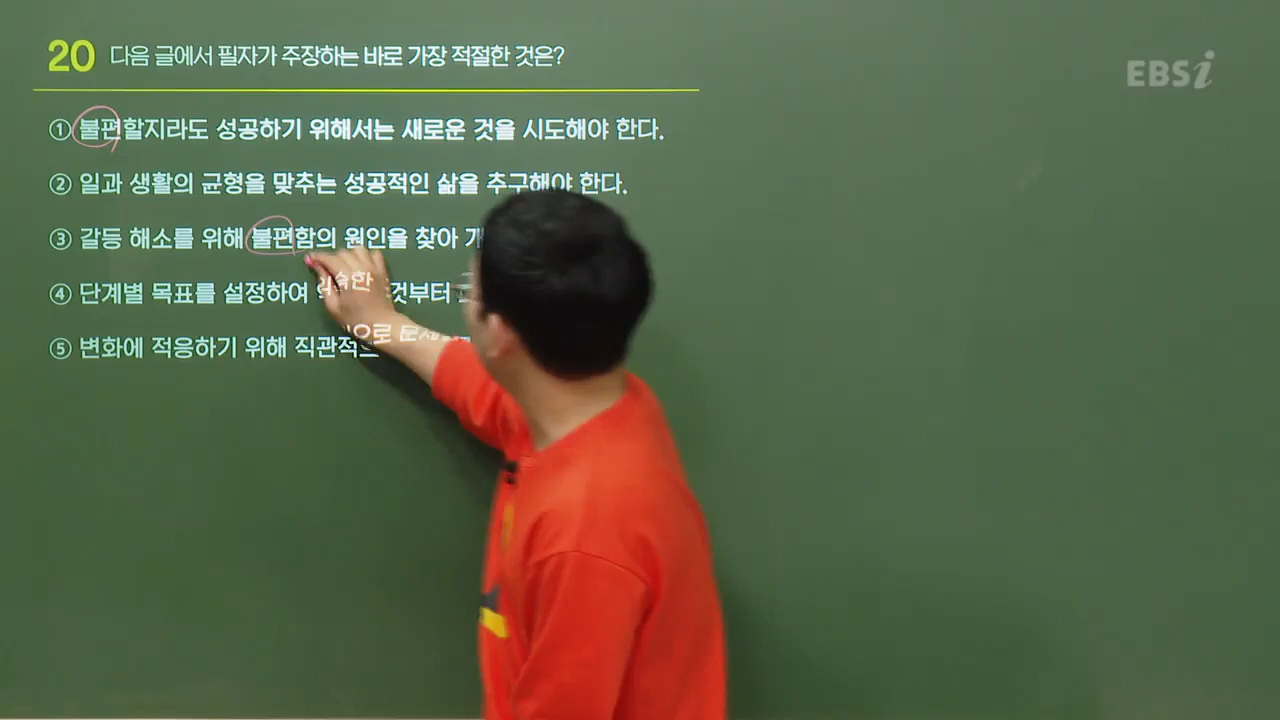 20 다음 글에서 필자가 주장하는 바로 가장 적절한 것은?
EBSi
① 불편할지라도 성공하기 위해서는 새로운 것을 시도해야 한다.
② 일과 생활의 균형을 맞추는 성공적인 삶을 추구해야 한다.
③ 갈등 해소를 위해 불편함의 원인을 찾아
④ 단계별 목표를 설정하여 익숙한 것부터
⑤ 변화에 적응하기 위해 직관적으로